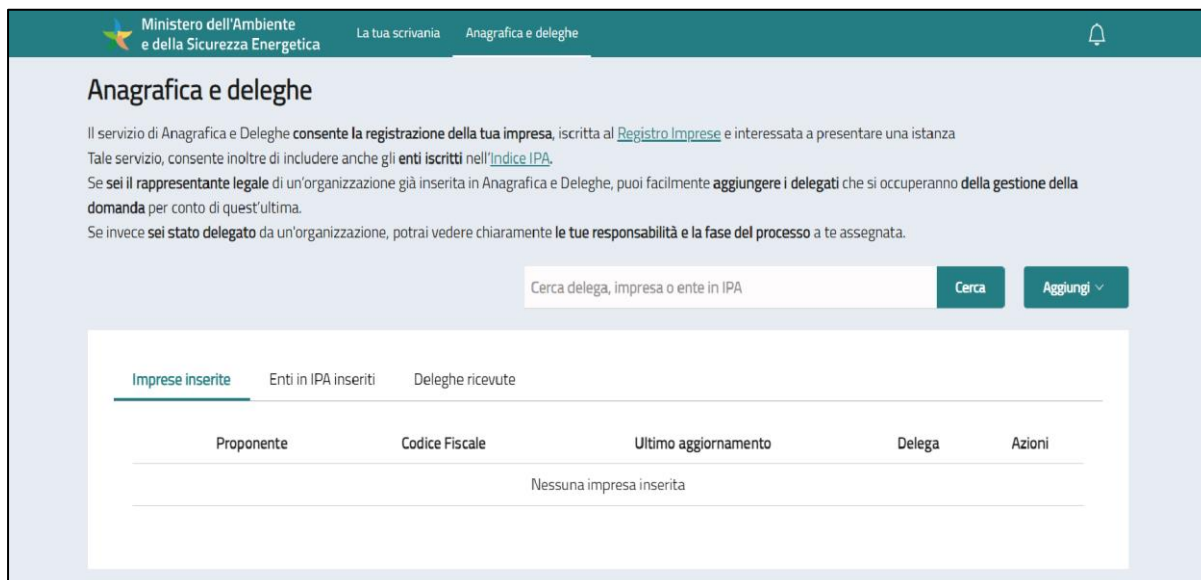 Ministero dell'Ambiente
e della Sicurezza Energetica
La tua scrivania
Anagrafica e deleghe
Anagrafica e deleghe
Il servizio di Anagrafica e Deleghe consente la registrazione della tua impresa, iscritta al Registro Imprese e interessata a presentare una istanza
Tale servizio, consente inoltre di includere anche gli enti iscritti nell'Indice IPA.
Se sei il rappresentante legale di un'organizzazione già inserita in Anagrafica e Deleghe, puoi facilmente aggiungere i delegati che si occuperanno della gestione della
domanda per conto di quest'ultima.
Se invece sei stato delegato da un'organizzazione, potrai vedere chiaramente le tue responsabilità e la fase del processo a te assegnata.
Cerca delega, impresa o ente in IPA
Cerca
Aggiungi
Imprese inserite
Enti in IPA inseriti
Deleghe ricevute
Proponente
Codice Fiscale
Ultimo aggiornamento
Delega
Azioni
Nessuna impresa inserita